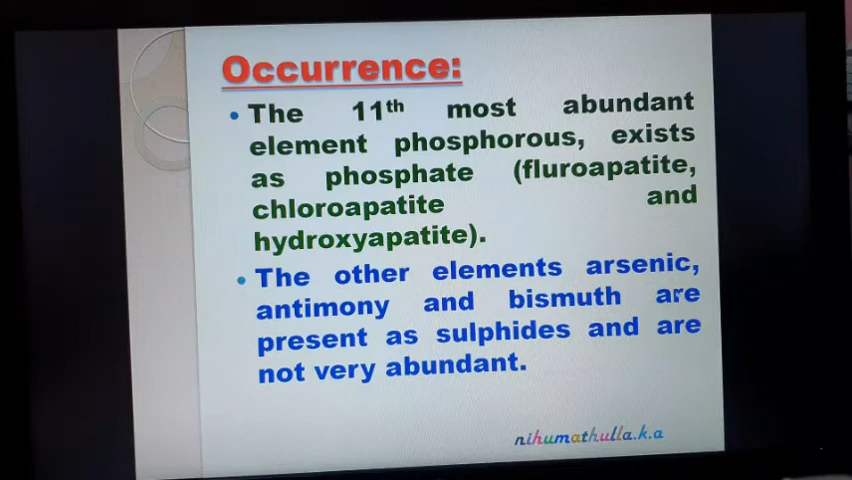 Occurrence:
• The 11th most abundant
element phosphorous, exists
as phosphate (fluroapatite,
chloroapatite and
hydroxyapatite).
• The other elements arsenic,
antimony and bismuth are
present as sulphides and are
not very abundant.
nihumathulla.k.a